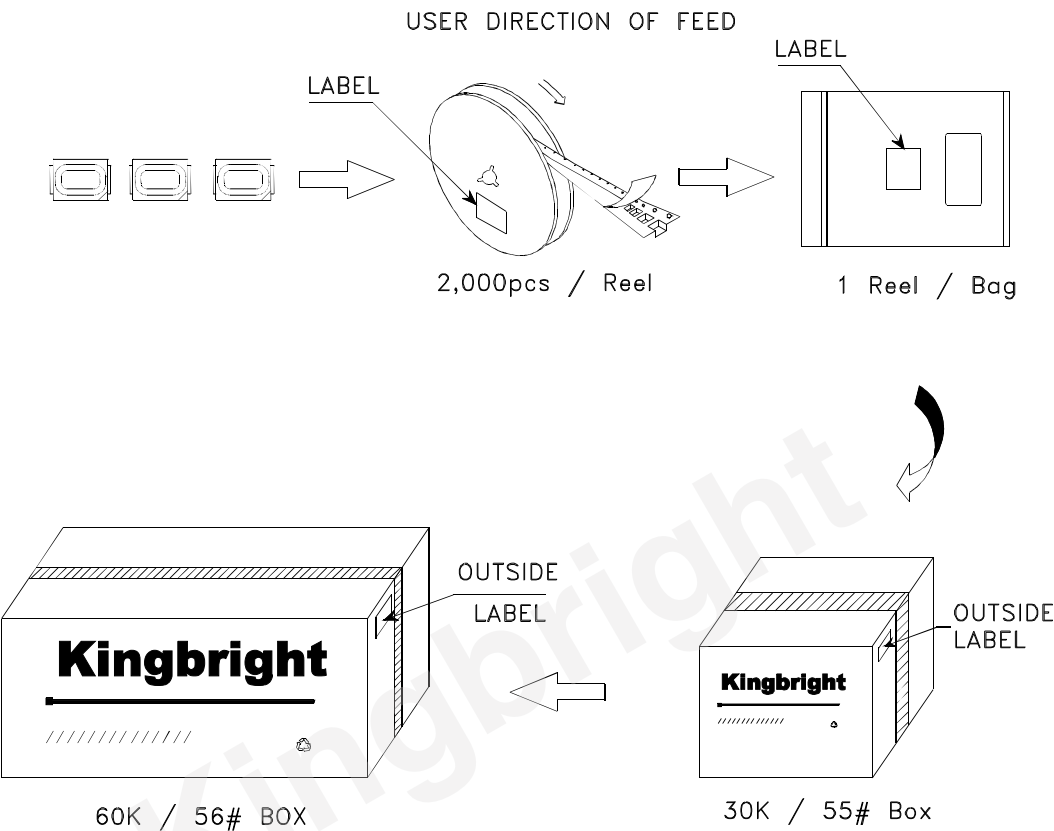 USER DIRECTION OF FEED
LABEL
LABEL
2,000pcs / Reel
1 Reel / Bag
OUTSIDE
LABEL
OUTSIDE
LABEL
Kingbright
Kingbright
60K / 56# BOX
30K / 55# Box
Kingbright